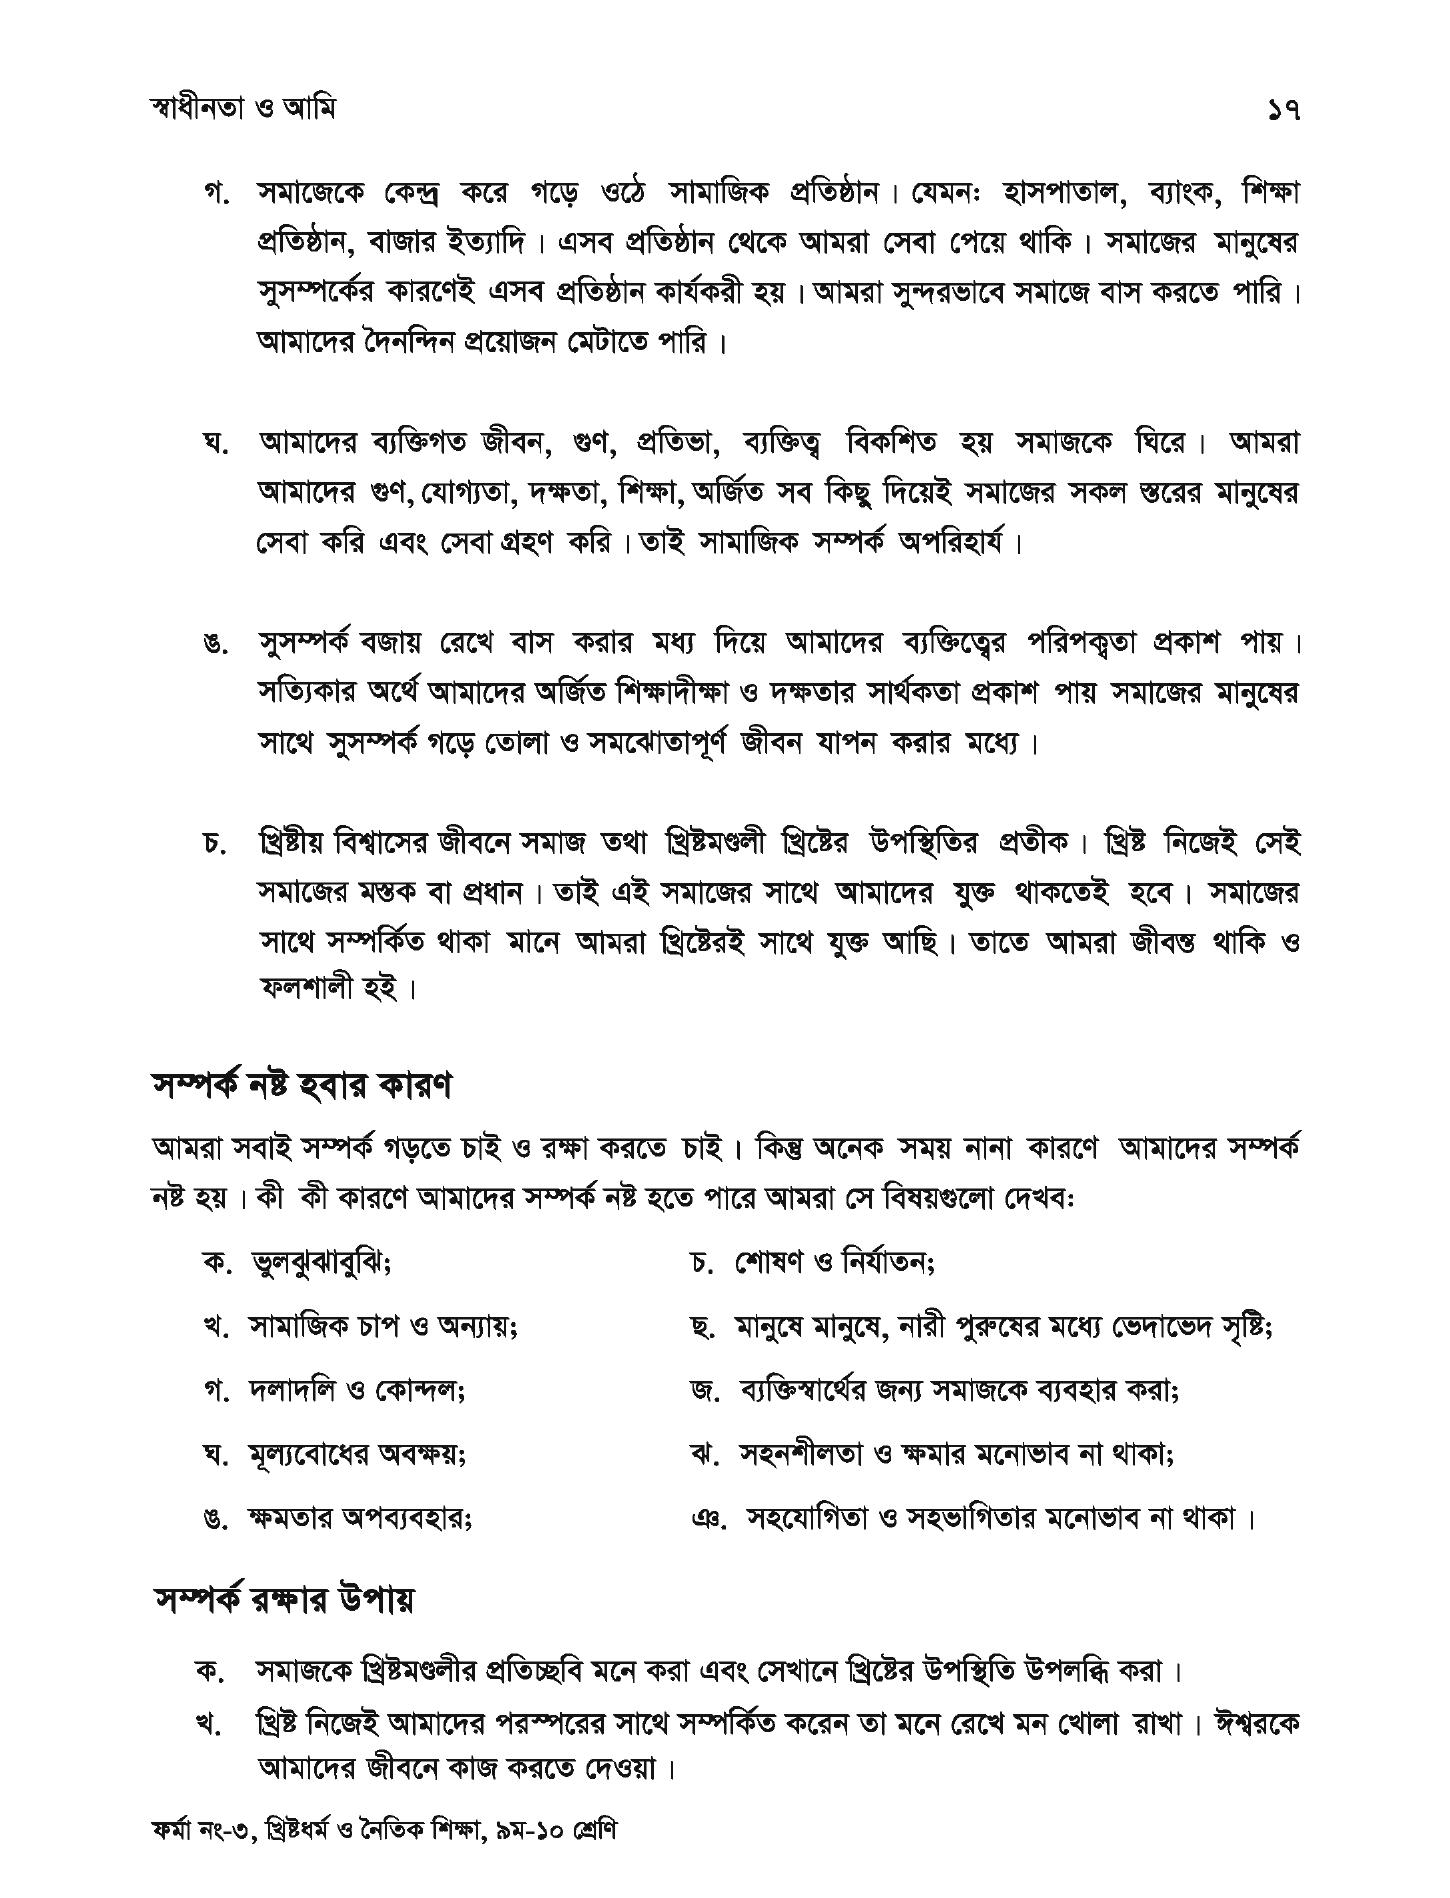 স্বাধীনতা ও আমি ১৭
গ. সমাজেকে কেন্দ্র করে গড়ে ওঠে সামাজিক প্রতিষ্ঠান। যেমন: হাসপাতাল, ব্যাংক, শিক্ষা
প্রতিষ্ঠান, বাজার ইত্যাদি। এসব প্রতিষ্ঠান থেকে আমরা সেবা পেয়ে থাকি। সমাজের মানুষের
সুসম্পর্কের কারণেই এসব প্রতিষ্ঠান কার্যকরী হয়। আমরা সুন্দরভাবে সমাজে বাস করতে পারি।
আমাদের দৈনন্দিন প্রয়োজন মেটাতে পারি।
ঘ. আমাদের ব্যক্তিগত জীবন, গুণ, প্রতিভা, ব্যক্তিত্ব বিকশিত হয় সমাজকে ঘিরে। আমরা
আমাদের গুণ, যোগ্যতা, দক্ষতা, শিক্ষা, অর্জিত সব কিছু দিয়েই সমাজের সকল স্তরের মানুষের
সেবা করি এবং সেবা গ্রহণ করি। তাই সামাজিক সম্পর্ক অপরিহার্য।
ঙ. সুসম্পর্ক বজায় রেখে বাস করার মধ্য দিয়ে আমাদের ব্যক্তিত্বের পরিপক্বতা প্রকাশ পায়।
সত্যিকার অর্থে আমাদের অর্জিত শিক্ষাদীক্ষা ও দক্ষতার সার্থকতা প্রকাশ পায় সমাজের মানুষের
সাথে সুসম্পর্ক গড়ে তোলা ও সমঝোতাপূর্ণ জীবন যাপন করার মধ্যে।
চ. খ্রিষ্টীয় বিশ্বাসের জীবনে সমাজ তথা খ্রিষ্টমণ্ডলী খ্রিষ্টের উপস্থিতির প্রতীক। খ্রিষ্ট নিজেই সেই
সমাজের মস্তক বা প্রধান। তাই এই সমাজের সাথে আমাদের যুক্ত থাকতেই হবে। সমাজের
সাথে সম্পর্কিত থাকা মানে আমরা খ্রিষ্টেরই সাথে যুক্ত আছি। তাতে আমরা জীবন্ত থাকি ও
ফলশালী হই।
সম্পর্ক নষ্ট হবার কারণ
আমরা সবাই সম্পর্ক গড়তে চাই ও রক্ষা করতে চাই। কিন্তু অনেক সময় নানা কারণে আমাদের সম্পর্ক
নষ্ট হয়। কী কী কারণে আমাদের সম্পর্ক নষ্ট হতে পারে আমরা সে বিষয়গুলো দেখব:
ক. ভুলঝুঝাবুঝি; চ. শোষণ ও নির্যাতন;
খ. সামাজিক চাপ ও অন্যায়; ছ. মানুষে মানুষে, নারী পুরুষের মধ্যে ভেদাভেদ সৃষ্টি;
গ. দলাদলি ও কোন্দল; জ. ব্যক্তিস্বার্থের জন্য সমাজকে ব্যবহার করা;
ঘ. মূল্যবোধের অবক্ষয়; ঝ. সহনশীলতা ও ক্ষমার মনোভাব না থাকা;
ঙ. ক্ষমতার অপব্যবহার; ঞ. সহযোগিতা ও সহভাগিতার মনোভাব না থাকা।
সম্পর্ক রক্ষার উপায়
ক. সমাজকে খ্রিষ্টমণ্ডলীর প্রতিচ্ছবি মনে করা এবং সেখানে খ্রিষ্টের উপস্থিতি উপলব্ধি করা।
খ. খ্রিষ্ট নিজেই আমাদের পরস্পরের সাথে সম্পর্কিত করেন তা মনে রেখে মন খোলা রাখা। ঈশ্বরকে
আমাদের জীবনে কাজ করতে দেওয়া।
ফর্মা নং-৩, খ্রিষ্টধর্ম ও নৈতিক শিক্ষা, ৯ম-১০ শ্রেণি